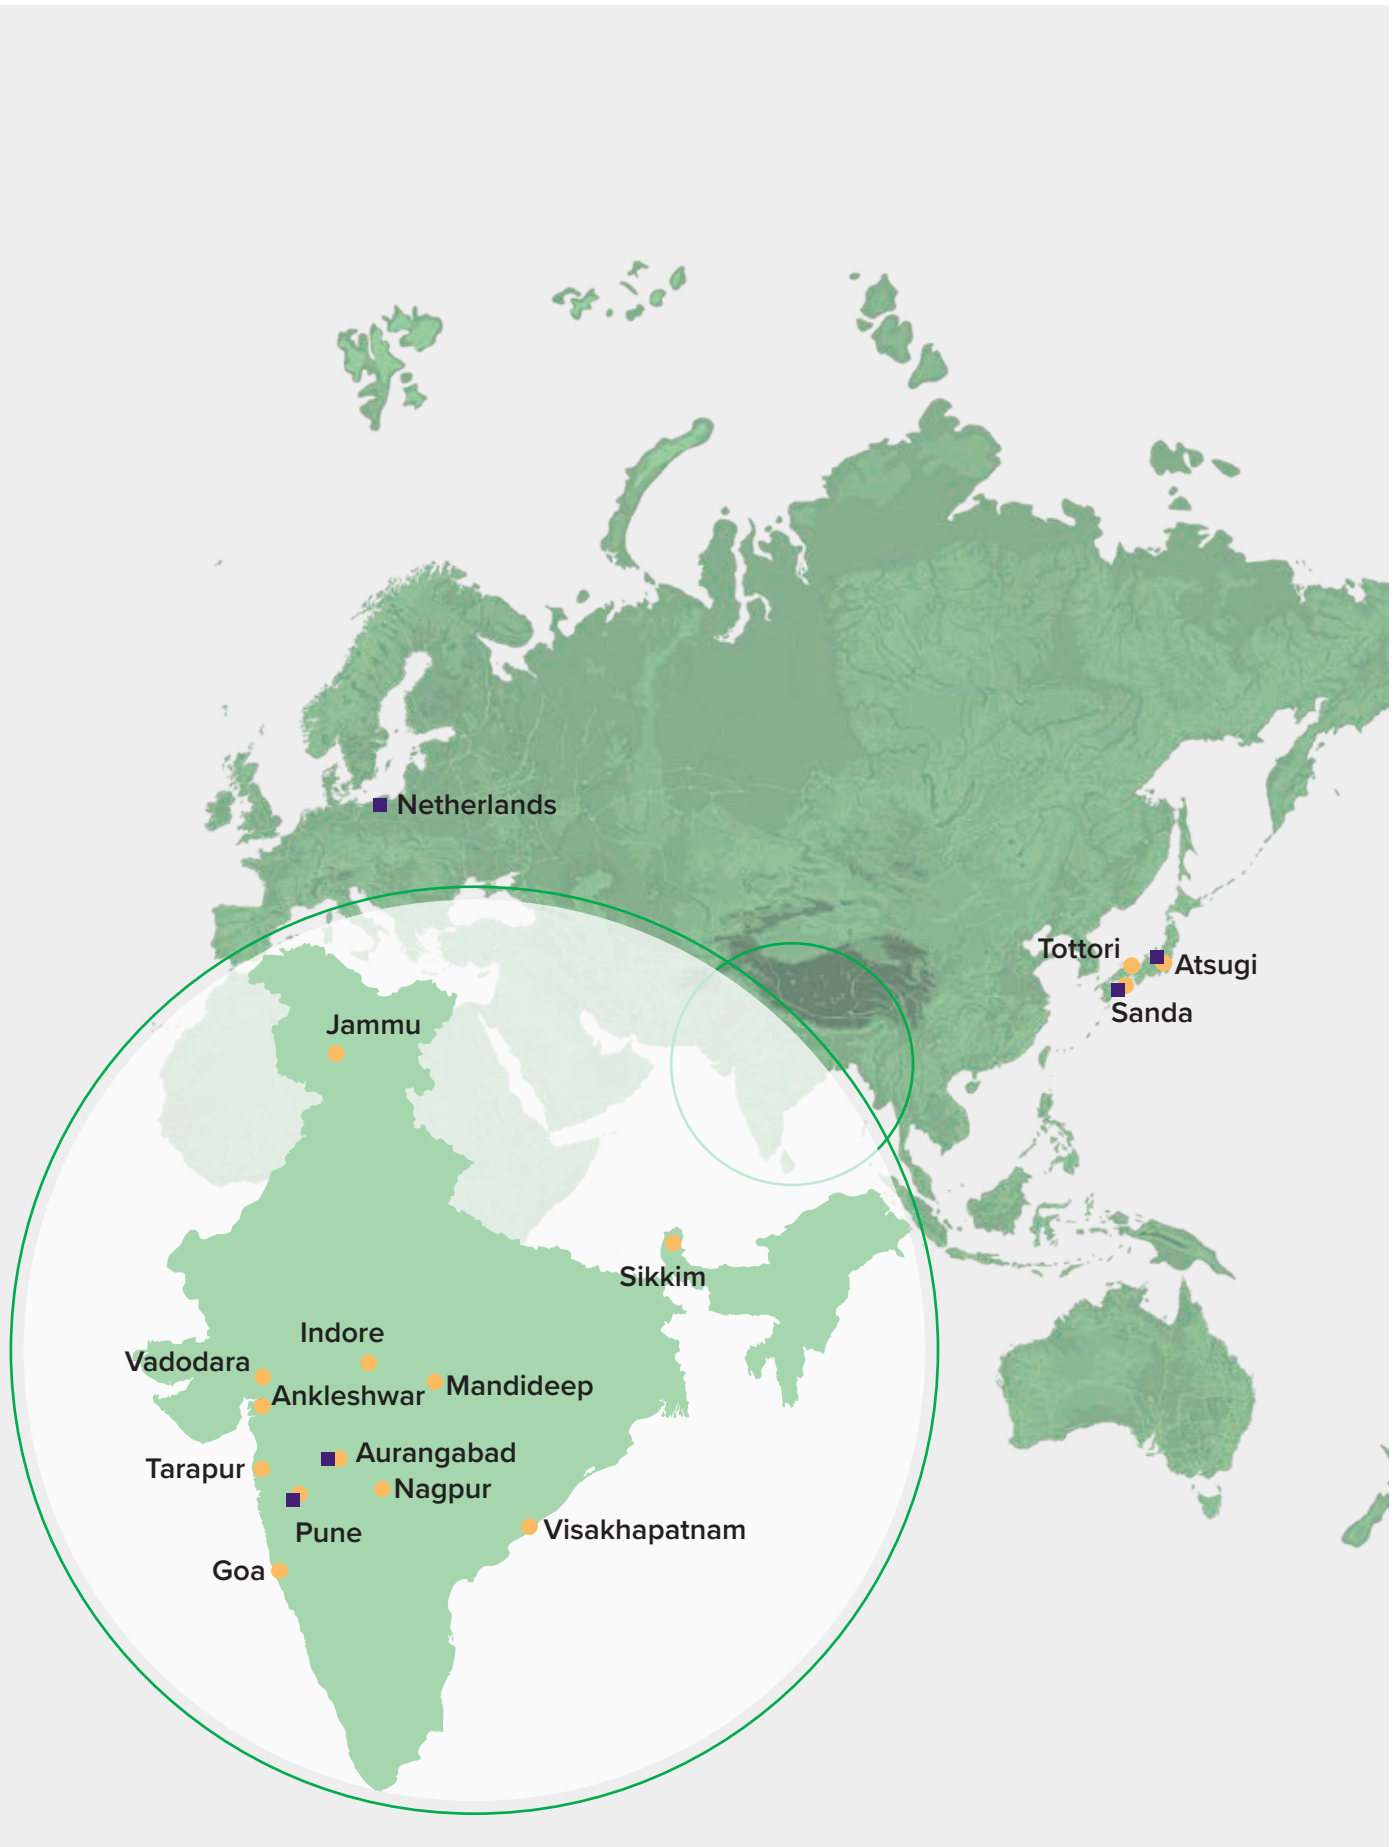 Netherlands
Tottori
Atsugi
Sanda
Jammu
Sikkim
Indore
Vadodara
Mandideep
Ankleshwar
Aurangabad
Tarapur
Nagpur
Pune
Visakhapatnam
Goa